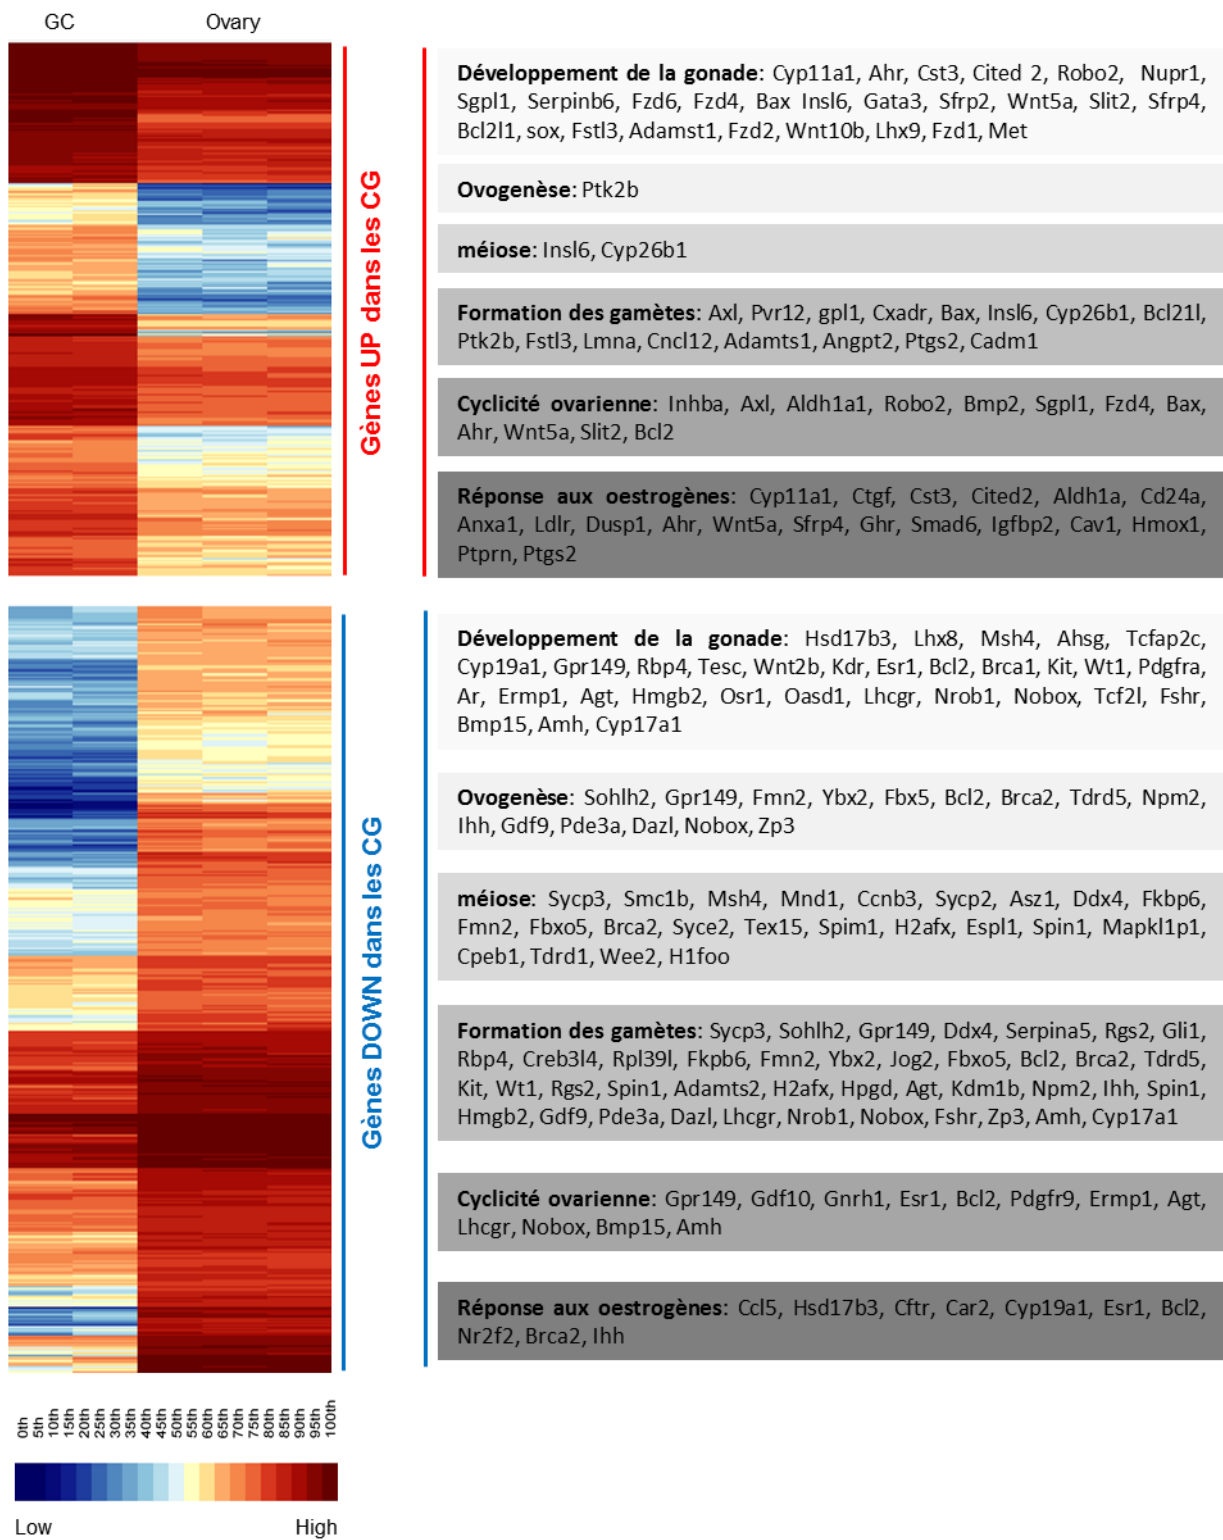 GC Ovary
Gènes UP dans les CG
Développement de la gonade: Cyp11a1, Ahr, Cst3, Cited 2, Robo2, Nupr1,
Sgpl1, Serpinb6, Fzd6, Fzd4, Bax Insl6, Gata3, Sfrp2, Wnt5a, Slit2, Sfrp4,
Bcl2l1, sox, Fstl3, Adamst1, Fzd2, Wnt10b, Lhx9, Fzd1, Met
Ovogenèse: Ptk2b
méiose: Insl6, Cyp26b1
Formation des gamètes: Axl, Pvr12, gpl1, Cxadr, Bax, Insl6, Cyp26b1, Bcl21l,
Ptk2b, Fstl3, Lmna, Cncl12, Adamts1, Angpt2, Ptgs2, Cadm1
Cyclicité ovarienne: Inhba, Axl, Aldh1a1, Robo2, Bmp2, Sgpl1, Fzd4, Bax,
Ahr, Wnt5a, Slit2, Bcl2
Réponse aux oestrogènes: Cyp11a1, Ctgf, Cst3, Cited2, Aldh1a, Cd24a,
Anxa1, Ldlr, Dusp1, Ahr, Wnt5a, Sfrp4, Ghr, Smad6, Igfbp2, Cav1, Hmox1,
Ptprn, Ptgs2
Gènes DOWN dans les CG
Développement de la gonade: Hsd17b3, Lhx8, Msh4, Ahsg, Tcfap2c,
Cyp19a1, Gpr149, Rbp4, Tesc, Wnt2b, Kdr, Esr1, Bcl2, Brca1, Kit, Wt1, Pdgfra,
Ar, Ermp1, Agt, Hmgb2, Osr1, Oasd1, Lhcgr, Nrob1, Nobox, Tcf2l, Fshr,
Bmp15, Amh, Cyp17a1
Ovogenèse: Sohlh2, Gpr149, Fmn2, Ybx2, Fbx5, Bcl2, Brca2, Tdrd5, Npm2,
Ihh, Gdf9, Pde3a, Dazl, Nobox, Zp3
méiose: Sycp3, Smc1b, Msh4, Mnd1, Ccnb3, Sycp2, Asz1, Ddx4, Fkbp6,
Fmn2, Fbxo5, Brca2, Syce2, Tex15, Spim1, H2afx, Espl1, Spin1, Mapkl1p1,
Cpeb1, Tdrd1, Wee2, H1foo
Formation des gamètes: Sycp3, Sohlh2, Gpr149, Ddx4, Serpina5, Rgs2, Gli1,
Rbp4, Creb3l4, Rpl39l, Fkpb6, Fmn2, Ybx2, Jog2, Fbxo5, Bcl2, Brca2, Tdrd5,
Kit, Wt1, Rgs2, Spin1, Adamts2, H2afx, Hpgd, Agt, Kdm1b, Npm2, Ihh, Spin1,
Hmgb2, Gdf9, Pde3a, Dazl, Lhcgr, Nrob1, Nobox, Fshr, Zp3, Amh, Cyp17a1
Cyclicité ovarienne: Gpr149, Gdf10, Gnrh1, Esr1, Bcl2, Pdgfr9, Ermp1, Agt,
Lhcgr, Nobox, Bmp15, Amh
Réponse aux oestrogènes: Ccl5, Hsd17b3, Cftr, Car2, Cyp19a1, Esr1, Bcl2,
Nr2f2, Brca2, Ihh
0th
5th
10th
15th
20th
25th
30th
35th
40th
45th
50th
55th
60th
65th
70th
75th
80th
85th
90th
95th
100th
Low High